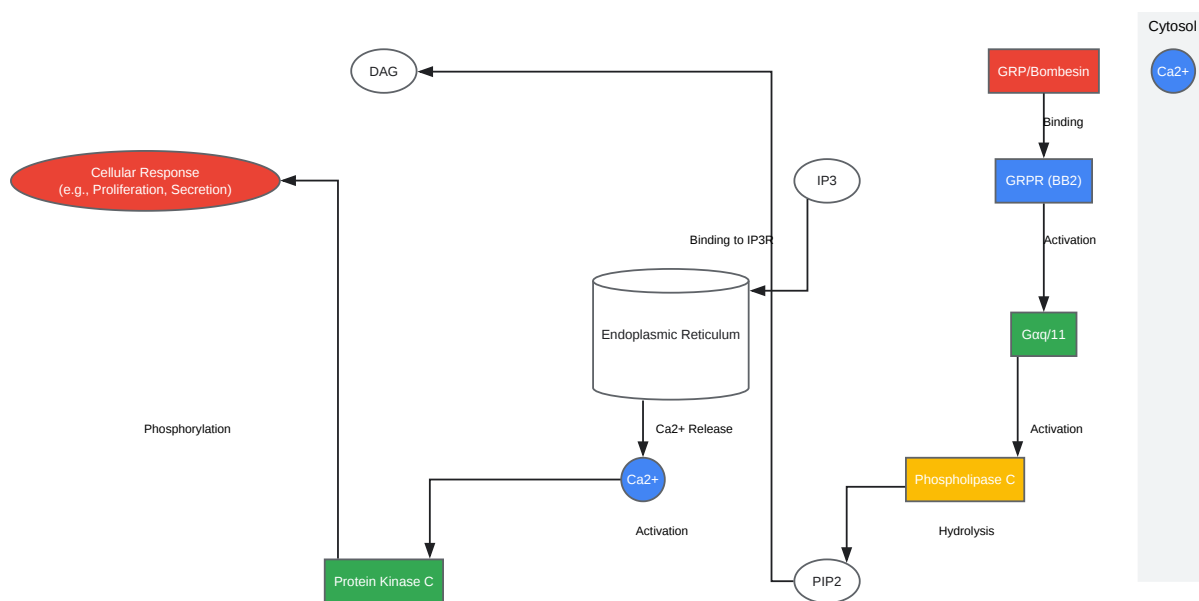 Cytosol
DAG
GRP/Bombesin
Ca2+
Binding
Cellular Response
(e.g., Proliferation, Secretion)
IP3
GRPR (BB2)
Binding to IP3R
Activation
Endoplasmic Reticulum
Gαq/11
Phosphorylation
Ca2+ Release
Activation
Ca2+
Phospholipase C
Activation
Hydrolysis
Protein Kinase C
PIP2